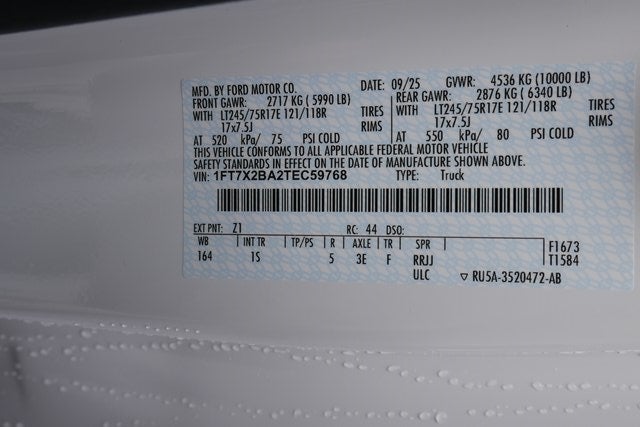 MFD. BY FORD MOTOR CO. DATE: 09/25 GVWR: 4536 KG (10000 LB)
FRONT GAWR: 2717 KG ( 5990 LB) REAR GAWR: 2876 KG ( 6340 LB)
WITH LT245/75R17E 121/118R TIRES WITH LT245/75R17E 121/118R TIRES
17x7.5J RIMS 17x7.5J RIMS
AT 520 kPa/ 75 PSI COLD AT 550 kPa/ 80 PSI COLD
THIS VEHICLE CONFORMS TO ALL APPLICABLE FEDERAL MOTOR VEHICLE
SAFETY STANDARDS IN EFFECT ON THE DATE OF MANUFACTURE SHOWN ABOVE.
VIN: 1FT7X2BA2TEC59768 TYPE: Truck
EXT PNT: Z1 RC: 44 DSO:
WB INT TR TP/PS R AXLE TR SPR F1673
164 1S 5 3E F RRJJ T1584
ULC ▽ RU5A-3520472-AB